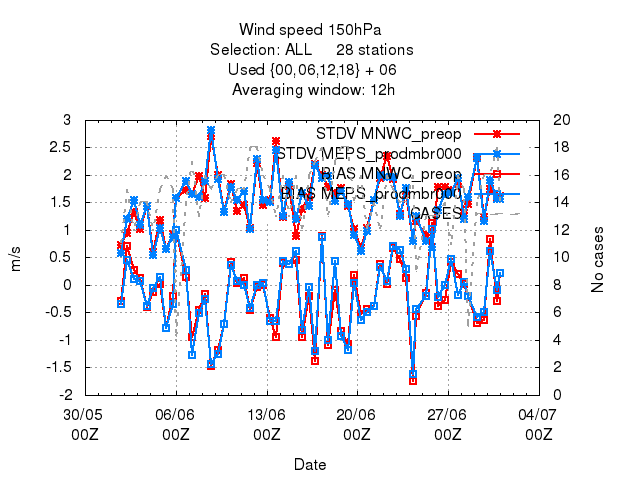 Wind speed 150hPa
Selection: ALL 28 stations
Used {00,06,12,18} + 06
Averaging window: 12h
3
2.5
2
1.5
1
0.5
0
-0.5
-1
-1.5
-2
m/s
20
18
16
14
12
10
8
6
4
2
0
No cases
STDV MNWC_preop
STDV MEPS_prodmbr000
BIAS MNWC_preop
BIAS MEPS_prodmbr000
CASES
30/05 06/06 13/06 20/06 27/06 04/07
00Z 00Z 00Z 00Z 00Z 00Z
Date